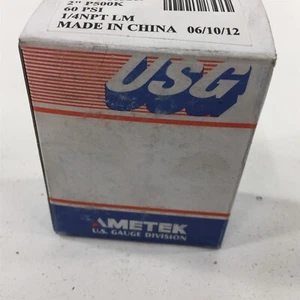 2" P500K
60 PSI
1/4NPT LM
MADE IN CHINA 06/10/12
USG
AMETEK
U.S. GAUGE DIVISION